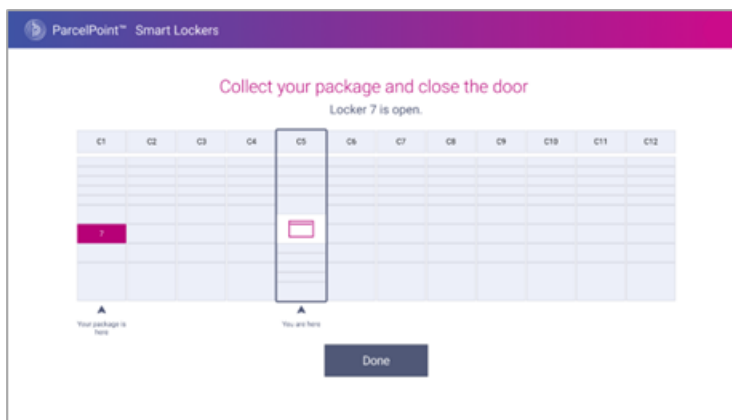 ParcelPoint™ Smart Lockers
Collect your package and close the door
Locker 7 is open.
C1 C2 C3 C4 C5 C6 C7 C8 C9 C10 C11 C12
7
Your package is
here
You are here
Done